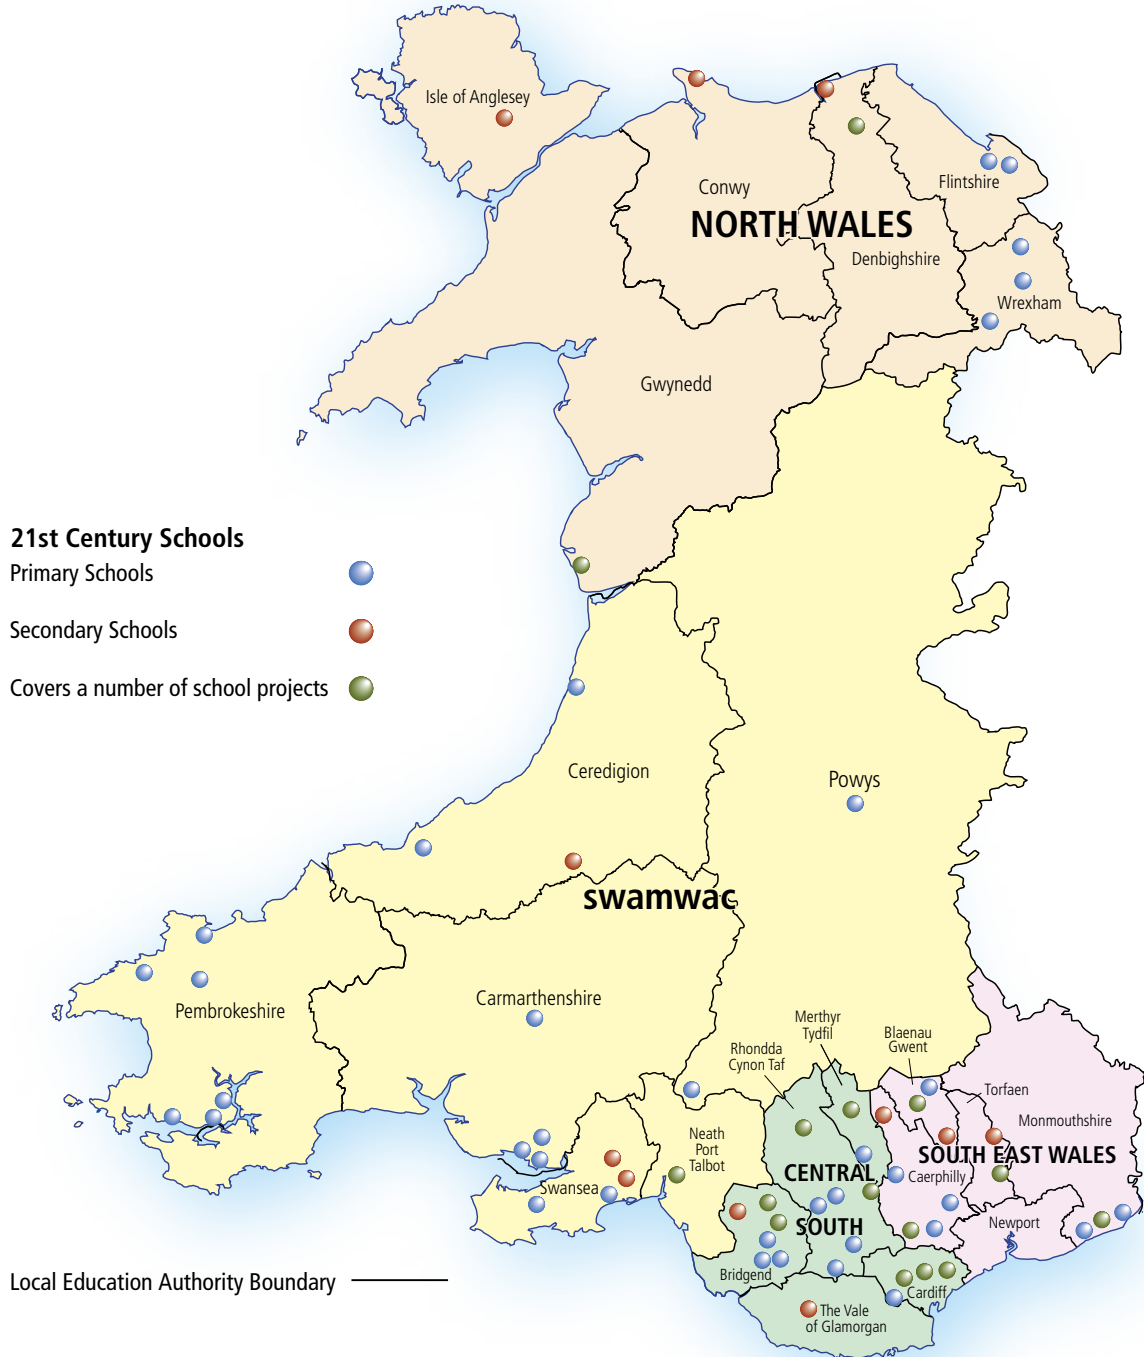 Isle of Anglesey
Conwy
Flintshire
NORTH WALES
Denbighshire
Wrexham
Gwynedd
21st Century Schools
Primary Schools
Secondary Schools
Covers a number of school projects
Ceredigion
Powys
swamwac
Carmarthenshire
Pembrokeshire
Merthyr
Tydfil
Blaenau
Gwent
Rhondda
Cynon Taf
Torfaen
Monmouthshire
Neath
Port
Talbot
SOUTH EAST WALES
CENTRAL
SOUTH
Caerphilly
Swansea
Newport
Bridgend
Cardiff
The Vale
of Glamorgan
Local Education Authority Boundary